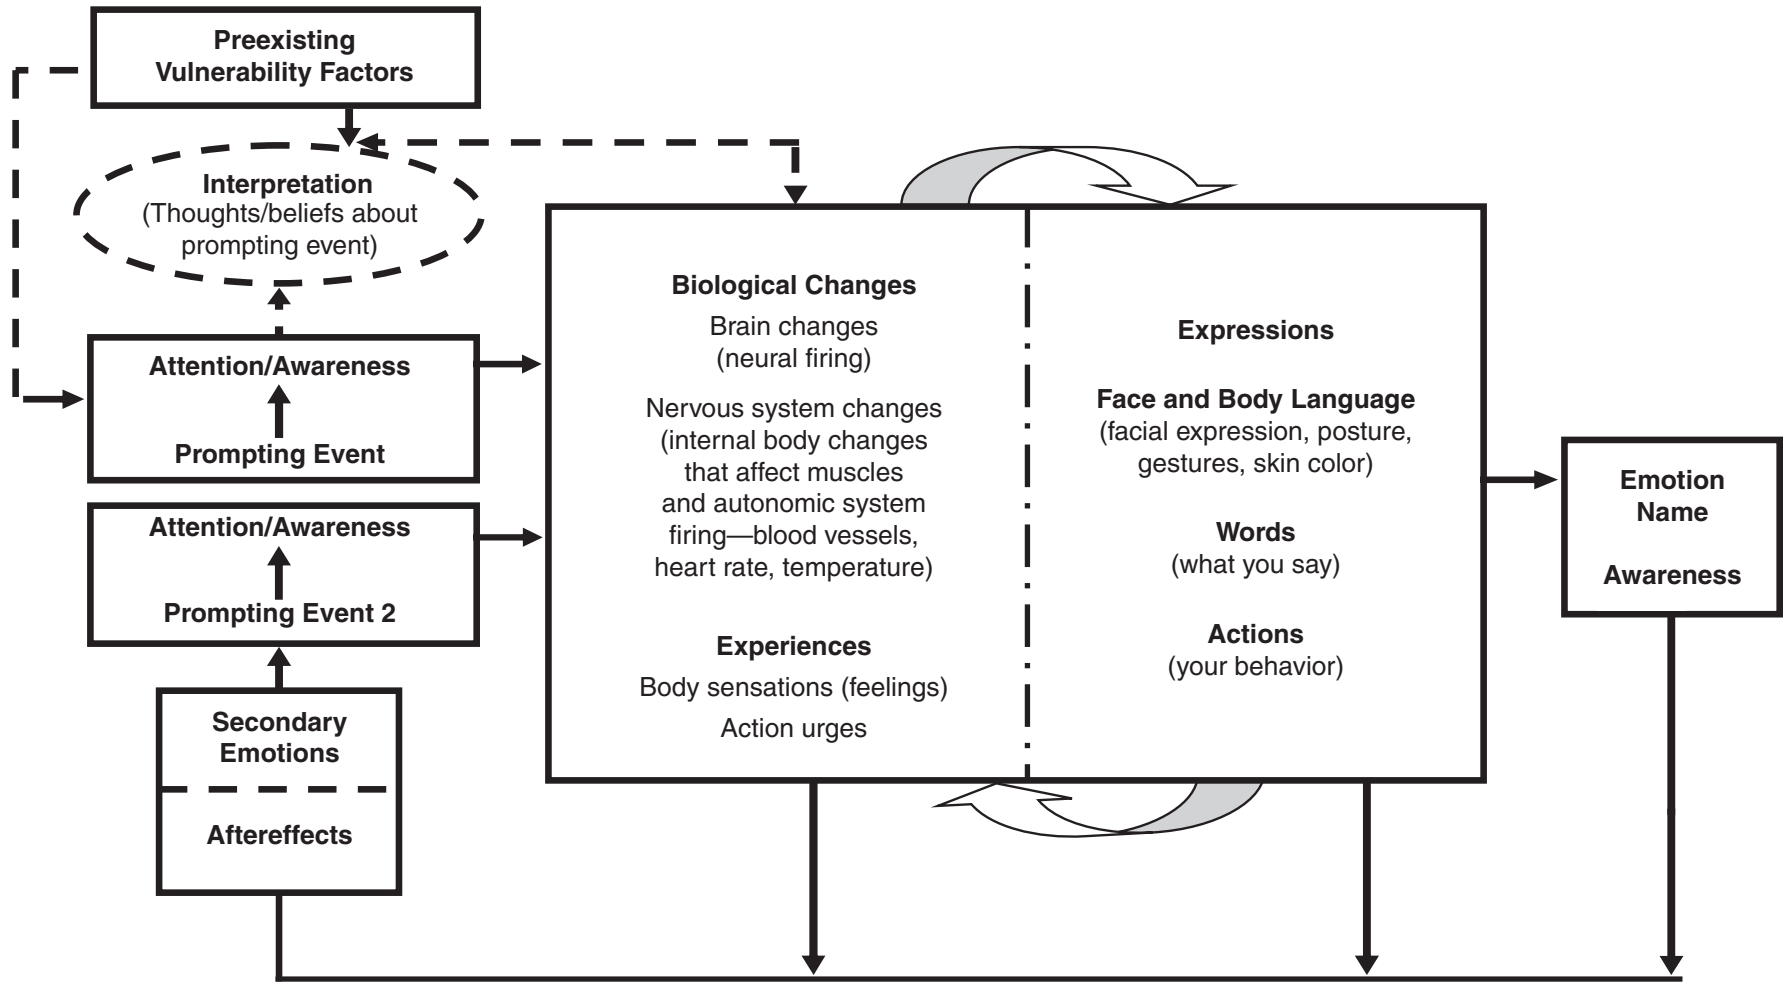 Preexisting
Vulnerability Factors
Interpretation
(Thoughts/beliefs about
prompting event)
Attention/Awareness
Prompting Event
Attention/Awareness
Prompting Event 2
Secondary
Emotions
Aftereffects
Biological Changes
Brain changes
(neural firing)
Nervous system changes
(internal body changes
that affect muscles
and autonomic system
firing—blood vessels,
heart rate, temperature)
Experiences
Body sensations (feelings)
Action urges
Expressions
Face and Body Language
(facial expression, posture,
gestures, skin color)
Words
(what you say)
Actions
(your behavior)
Emotion
Name
Awareness